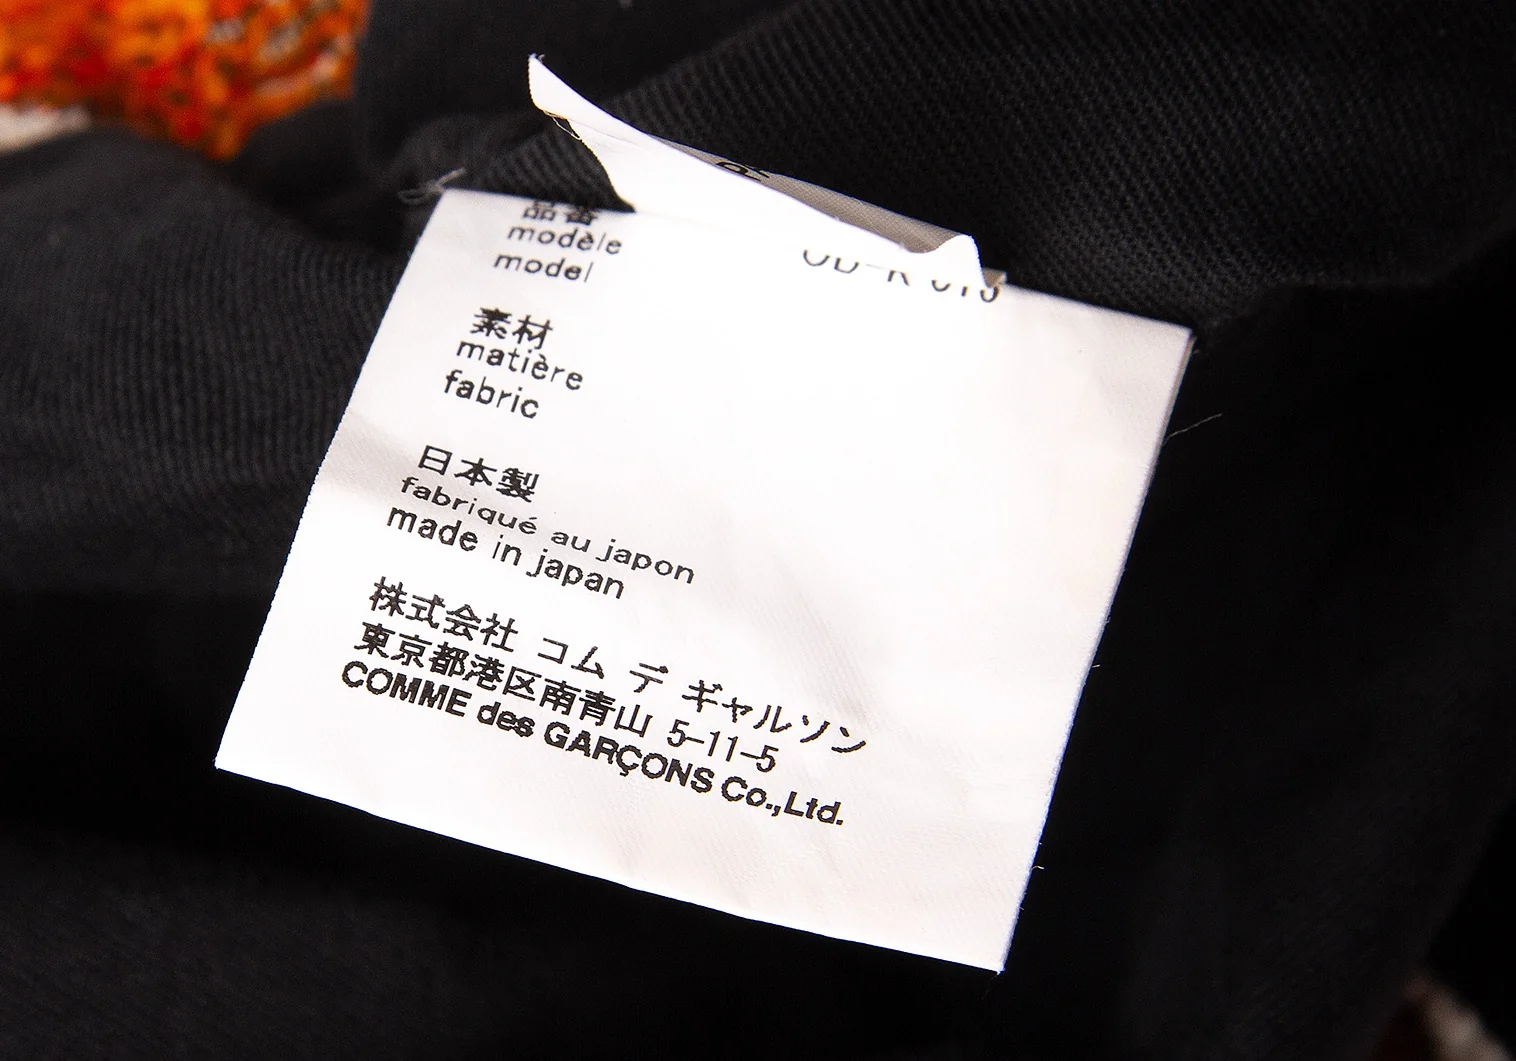 品番
modèle
model
素材
matière
fabric
日本製
fabriqué au japon
made in japan
株式会社 コム デ ギャルソン
東京都港区南青山 5-11-5
COMME des GARÇONS Co.,Ltd.